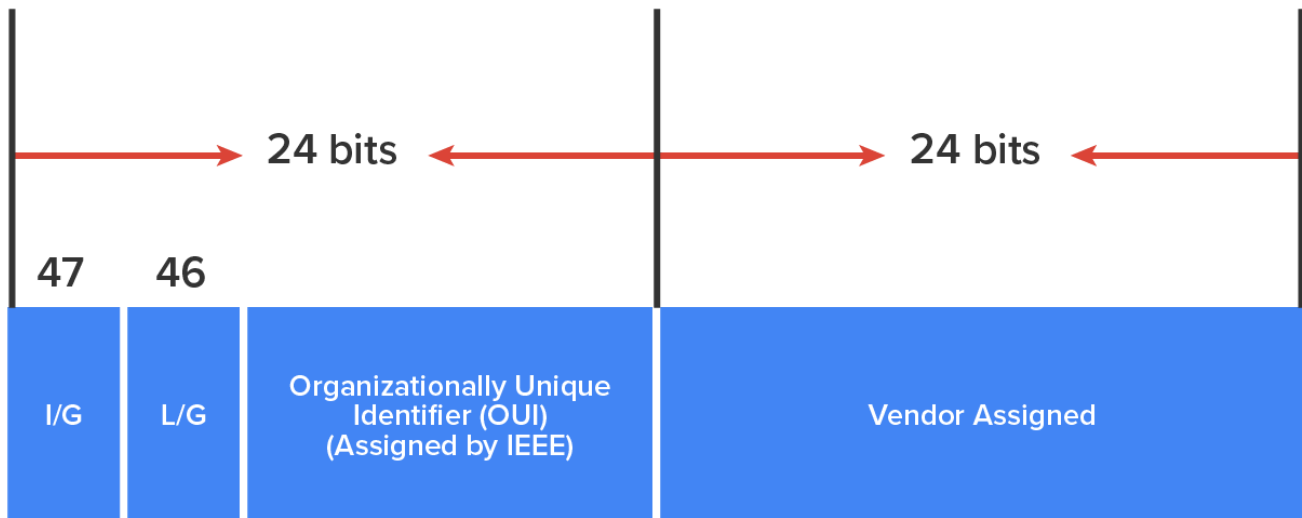 24 bits
24 bits
47
46
I/G
L/G
Organizationally Unique
Identifier (OUI)
(Assigned by IEEE)
Vendor Assigned